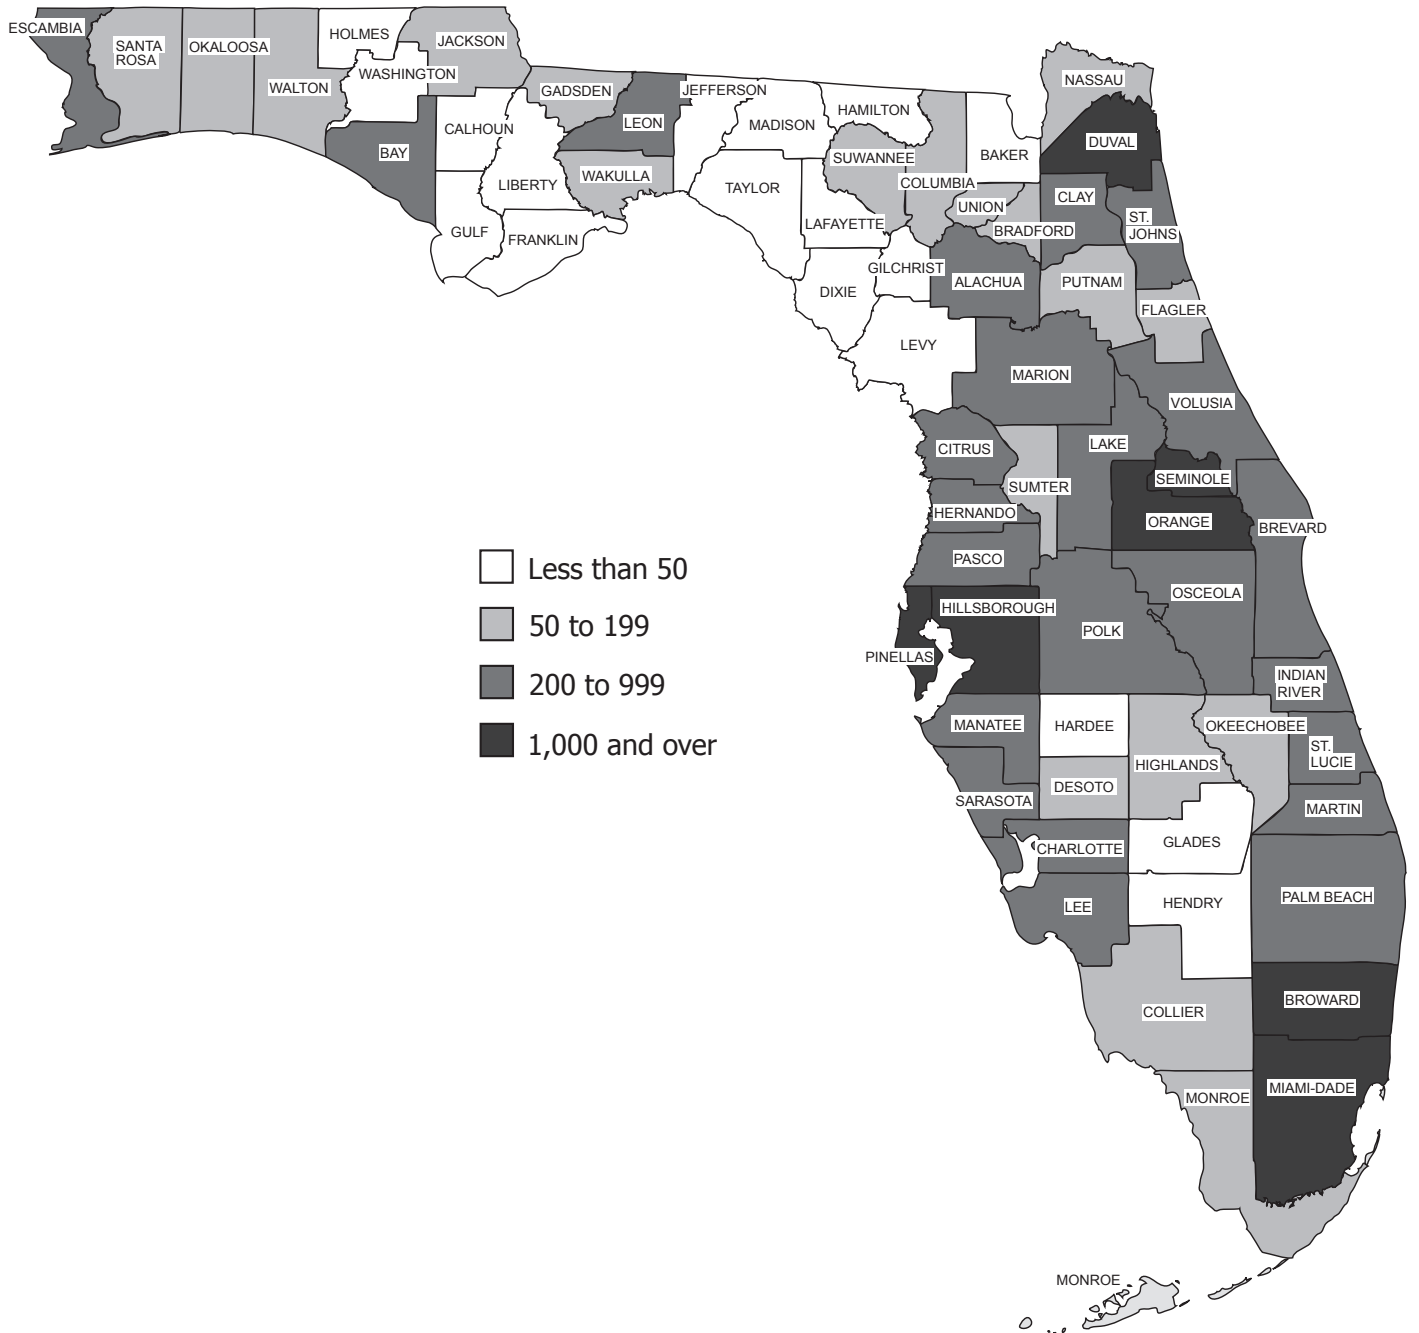 ESCAMBIA
SANTA
ROSA
OKALOOSA
WALTON
HOLMES
WASHINGTON
JACKSON
BAY
CALHOUN
GULF
LIBERTY
GADSDEN
FRANKLIN
LEON
WAKULLA
JEFFERSON
MADISON
TAYLOR
HAMILTON
SUWANNEE
LAFAYETTE
DIXIE
COLUMBIA
GILCHRIST
LEVY
BAKER
UNION
BRADFORD
ALACHUA
NASSAU
DUVAL
CLAY
ST.
JOHNS
PUTNAM
FLAGLER
MARION
VOLUSIA
CITRUS
SUMTER
LAKE
SEMINOLE
ORANGE
BREVARD
HERNANDO
PASCO
OSCEOLA
HILLSBOROUGH
POLK
PINELLAS
INDIAN
RIVER
MANATEE
HARDEE
OKEECHOBEE
HIGHLANDS
ST.
LUCIE
DESOTO
SARASOTA
MARTIN
CHARLOTTE
GLADES
LEE
HENDRY
PALM BEACH
COLLIER
BROWARD
MONROE
MIAMI-DADE
MONROE
Less than 50
50 to 199
200 to 999
1,000 and over